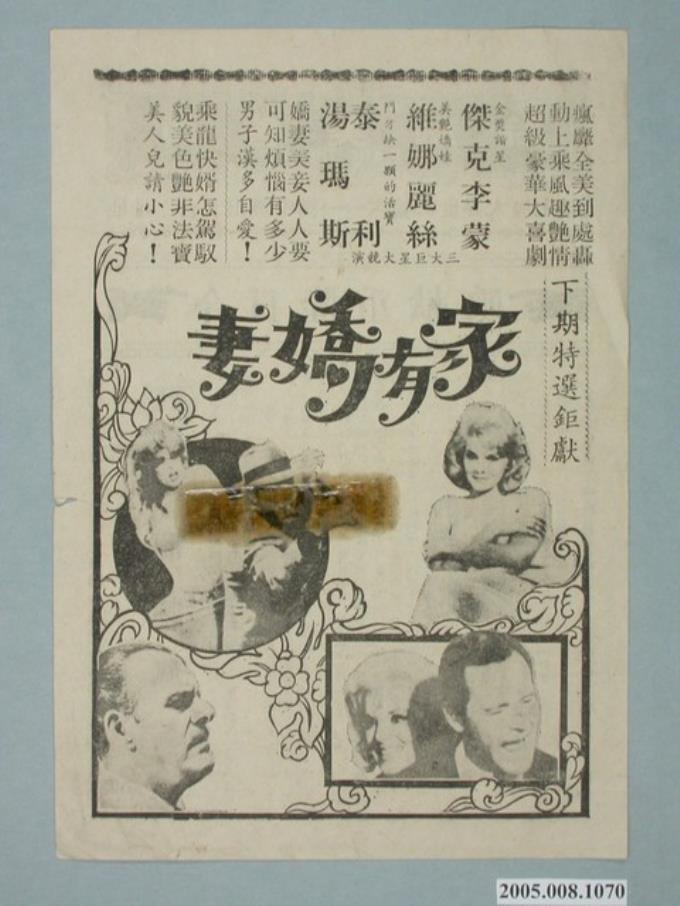 瘋靡全美到處轟
動上乘風趣艷情
超級豪華大喜劇
金獎諧星
傑克李蒙
美艷嬌娃
維娜麗絲
門牙缺一顆的活寶
泰利
湯瑪斯
三大巨星大競演
嬌妻美妾人人要
可知煩惱有多少
男子漢多自愛！
乘龍快婿怎駕馭
貌美色艷非法寶
美人兒請小心！
下期特選鉅獻
家有嬌妻
2005.008.1070